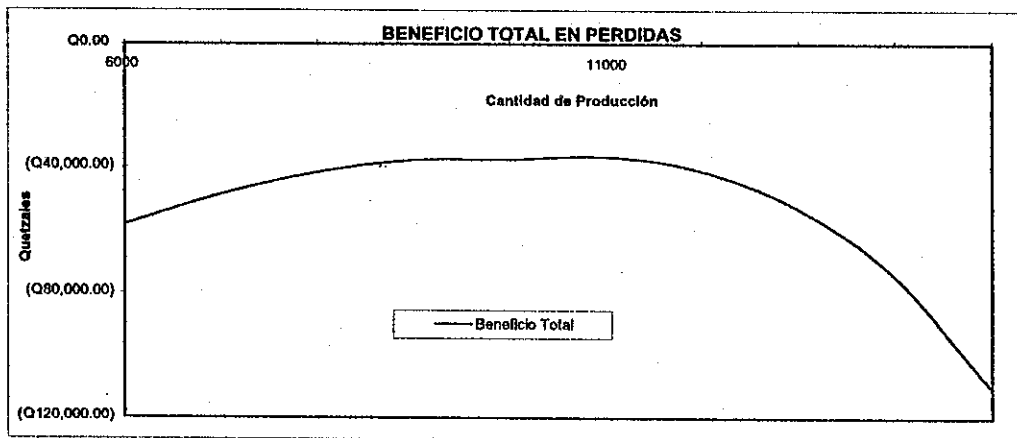 BENEFICIO TOTAL EN PERDIDAS
Q0.00
6000
11000
Cantidad de Producción
(Q40,000.00)
Quetzales
(Q80,000.00)
Beneficio Total
(Q120,000.00)